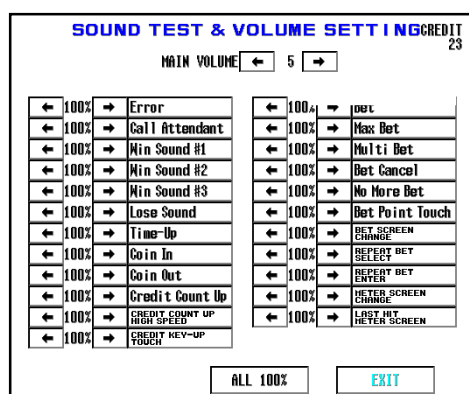 SOUND TEST & VOLUME SETTING
CREDIT
23
MAIN VOLUME ← 5 →
← 100% → Error
← 100% → Call Attendant
← 100% → Win Sound #1
← 100% → Win Sound #2
← 100% → Win Sound #3
← 100% → Lose Sound
← 100% → Time-Up
← 100% → Coin In
← 100% → Coin Out
← 100% → Credit Count Up
← 100% → CREDIT COUNT UP
HIGH SPEED
← 100% → CREDIT KEY-UP
TOUCH
← 100% → Bet
← 100% → Max Bet
← 100% → Multi Bet
← 100% → Bet Cancel
← 100% → No More Bet
← 100% → Bet Point Touch
← 100% → BET SCREEN
CHANGE
← 100% → REPEAT BET
SELECT
← 100% → REPEAT BET
ENTER
← 100% → METER SCREEN
CHANGE
← 100% → LAST HIT
METER SCREEN
ALL 100%
EXIT